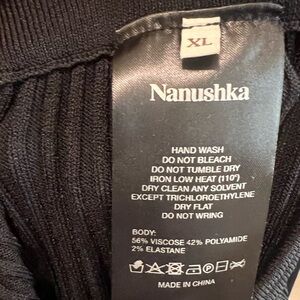 XL
Nanushka
HAND WASH
DO NOT BLEACH
DO NOT TUMBLE DRY
IRON LOW HEAT (110°)
DRY CLEAN ANY SOLVENT
EXCEPT TRICHLOROETHYLENE
DRY FLAT
DO NOT WRING
BODY:
56% VISCOSE 42% POLYAMIDE
2% ELASTANE
MADE IN CHINA